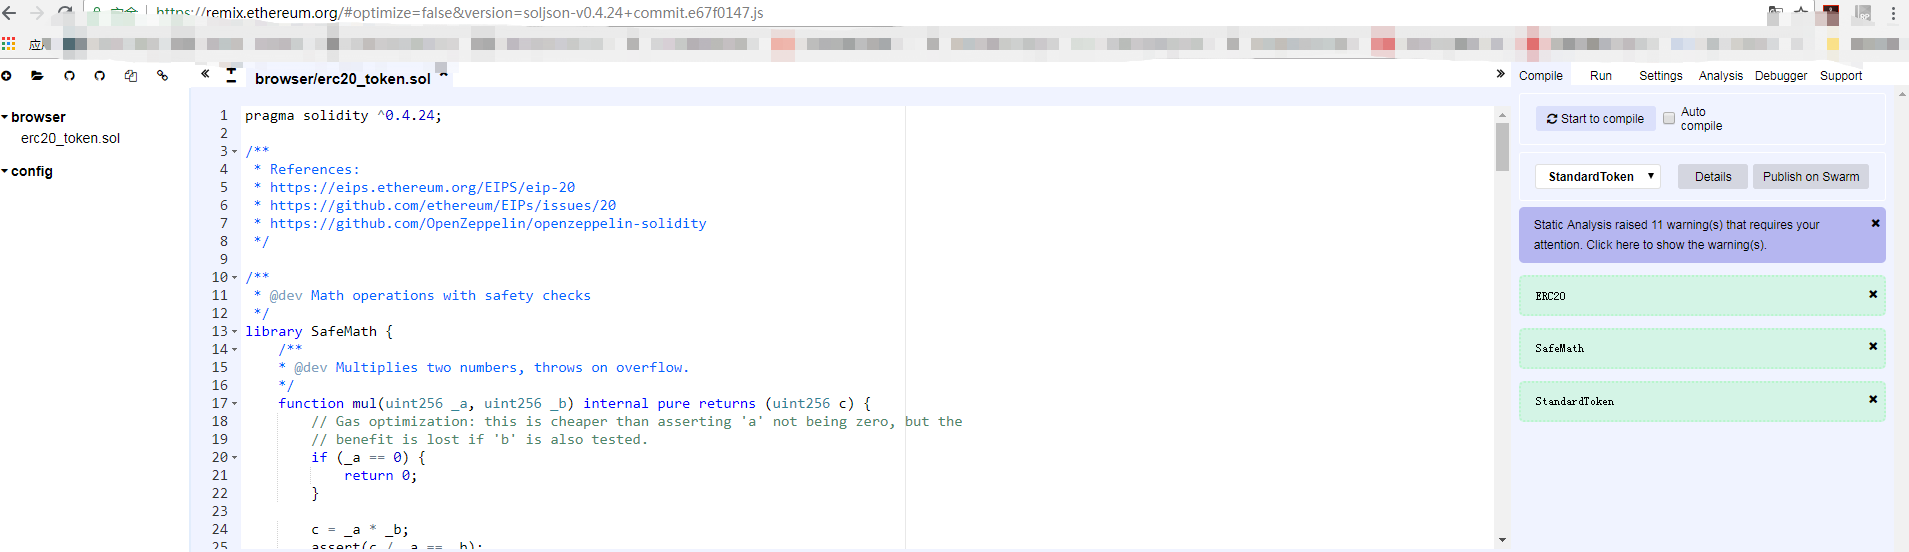 https://remix.ethereum.org/#optimize=false&version=soljson-v0.4.24+commit.e67f0147.js
browser/erc20_token.sol
Compile Run Settings Analysis Debugger Support
browser
erc20_token.sol
config
1 pragma solidity ^0.4.24;
2
3 /**
4 * References:
5 * https://eips.ethereum.org/EIPS/eip-20
6 * https://github.com/ethereum/EIPs/issues/20
7 * https://github.com/OpenZeppelin/openzeppelin-solidity
8 */
9
10 /**
11 * @dev Math operations with safety checks
12 */
13 library SafeMath {
14 /**
15 * @dev Multiplies two numbers, throws on overflow.
16 */
17 function mul(uint256 _a, uint256 _b) internal pure returns (uint256 c) {
18 // Gas optimization: this is cheaper than asserting 'a' not being zero, but the
19 // benefit is lost if 'b' is also tested.
20 if (_a == 0) {
21 return 0;
22 }
23
24 c = _a * _b;
25 assert(c / _a == _b);
Start to compile
Auto compile
StandardToken
Details
Publish on Swarm
Static Analysis raised 11 warning(s) that requires your
attention. Click here to show the warning(s).
ERC20
SafeMath
StandardToken